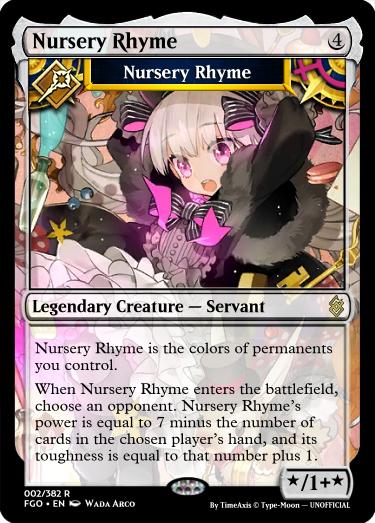 Nursery Rhyme 4
Nursery Rhyme
Legendary Creature — Servant
Nursery Rhyme is the colors of permanents
you control.
When Nursery Rhyme enters the battlefield,
choose an opponent. Nursery Rhyme's
power is equal to 7 minus the number of
cards in the chosen player's hand, and its
toughness is equal to that number plus 1.
★/1+★
002/382 R
FGO • EN Wada Arco
By TimeAxis © Type-Moon — UNOFFICIAL